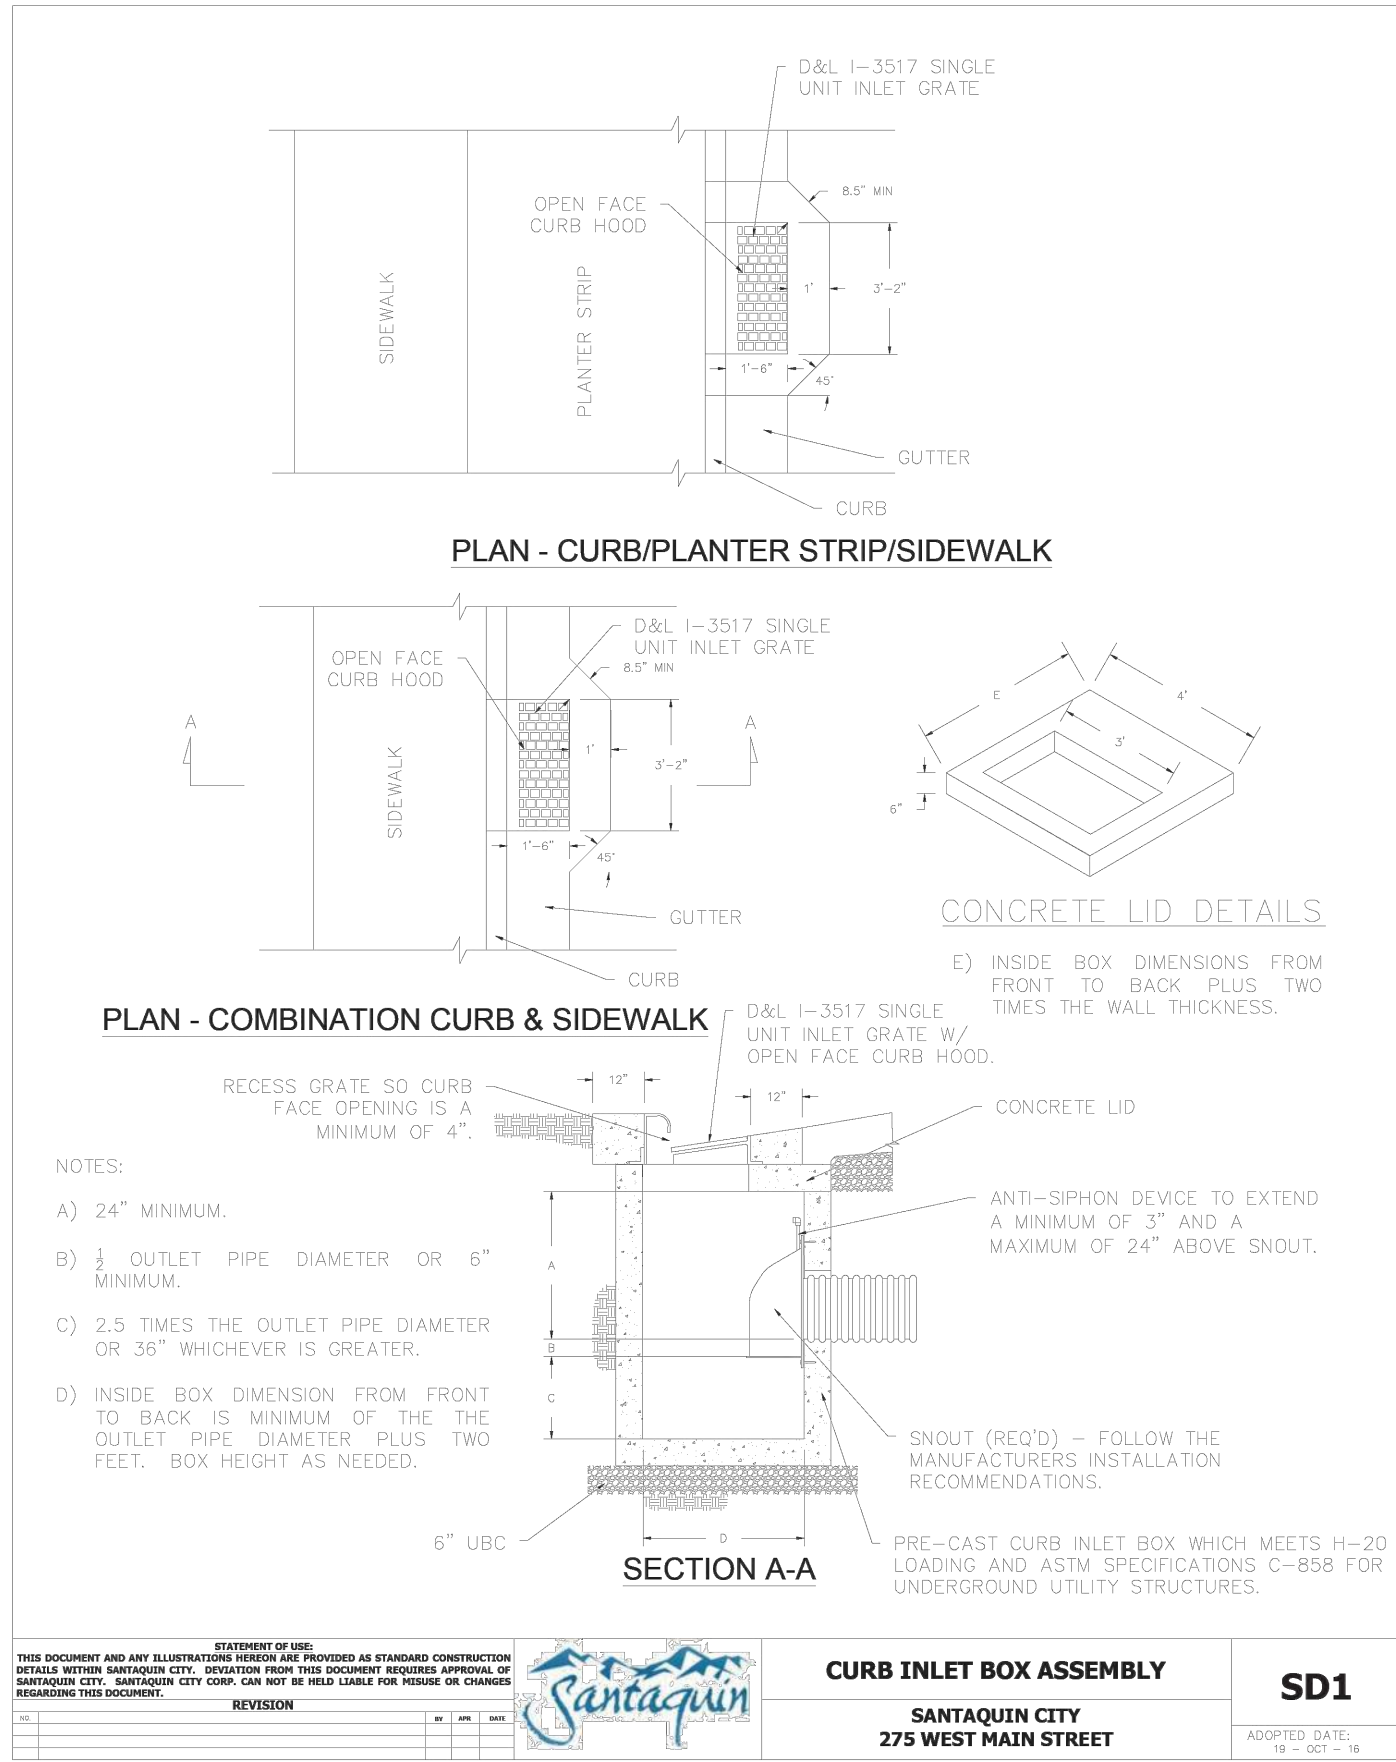 D&L I-3517 SINGLE
UNIT INLET GRATE
8.5" MIN
OPEN FACE
CURB HOOD
SIDEWALK
PLANTER STRIP
1'
3'-2"
1'-6"
45°
GUTTER
CURB
PLAN - CURB/PLANTER STRIP/SIDEWALK
D&L I-3517 SINGLE
UNIT INLET GRATE
8.5" MIN
OPEN FACE
CURB HOOD
A
A
SIDEWALK
1'
3'-2"
1'-6"
45°
GUTTER
CURB
PLAN - COMBINATION CURB & SIDEWALK
E
4'
3'
6"
CONCRETE LID DETAILS
E) INSIDE BOX DIMENSIONS FROM
FRONT TO BACK PLUS TWO
TIMES THE WALL THICKNESS.
D&L I-3517 SINGLE
UNIT INLET GRATE W/
OPEN FACE CURB HOOD.
RECESS GRATE SO CURB
FACE OPENING IS A
MINIMUM OF 4".
12"
12"
CONCRETE LID
NOTES:
A) 24" MINIMUM.
B) ½ OUTLET PIPE DIAMETER OR 6"
MINIMUM.
C) 2.5 TIMES THE OUTLET PIPE DIAMETER
OR 36" WHICHEVER IS GREATER.
D) INSIDE BOX DIMENSION FROM FRONT
TO BACK IS MINIMUM OF THE THE
OUTLET PIPE DIAMETER PLUS TWO
FEET. BOX HEIGHT AS NEEDED.
ANTI-SIPHON DEVICE TO EXTEND
A MINIMUM OF 3" AND A
MAXIMUM OF 24" ABOVE SNOUT.
A
B
C
D
SNOUT (REQ'D) - FOLLOW THE
MANUFACTURERS INSTALLATION
RECOMMENDATIONS.
6" UBC
PRE-CAST CURB INLET BOX WHICH MEETS H-20
LOADING AND ASTM SPECIFICATIONS C-858 FOR
UNDERGROUND UTILITY STRUCTURES.
SECTION A-A
STATEMENT OF USE:
THIS DOCUMENT AND ANY ILLUSTRATIONS HEREON ARE PROVIDED AS STANDARD CONSTRUCTION
DETAILS WITHIN SANTAQUIN CITY. DEVIATION FROM THIS DOCUMENT REQUIRES APPROVAL OF
SANTAQUIN CITY. SANTAQUIN CITY CORP. CAN NOT BE HELD LIABLE FOR MISUSE OR CHANGES
REGARDING THIS DOCUMENT.
REVISION
NO. BY APR DATE
Santaquin
CURB INLET BOX ASSEMBLY
SANTAQUIN CITY
275 WEST MAIN STREET
SD1
ADOPTED DATE:
19 - OCT - 16